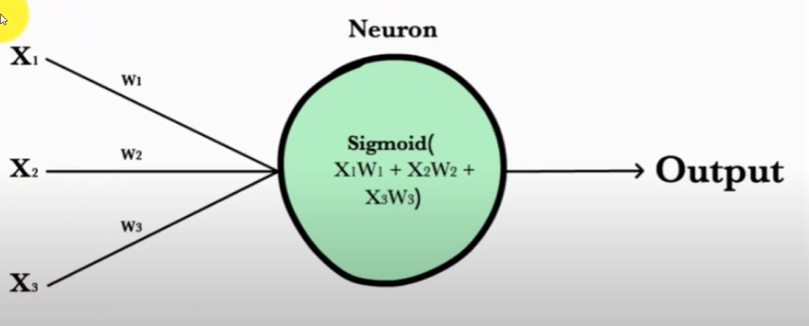 Neuron
X₁
W₁
Sigmoid(
X₁W₁ + X₂W₂ +
X₃W₃)
W₂
X₂
Output
W₃
X₃